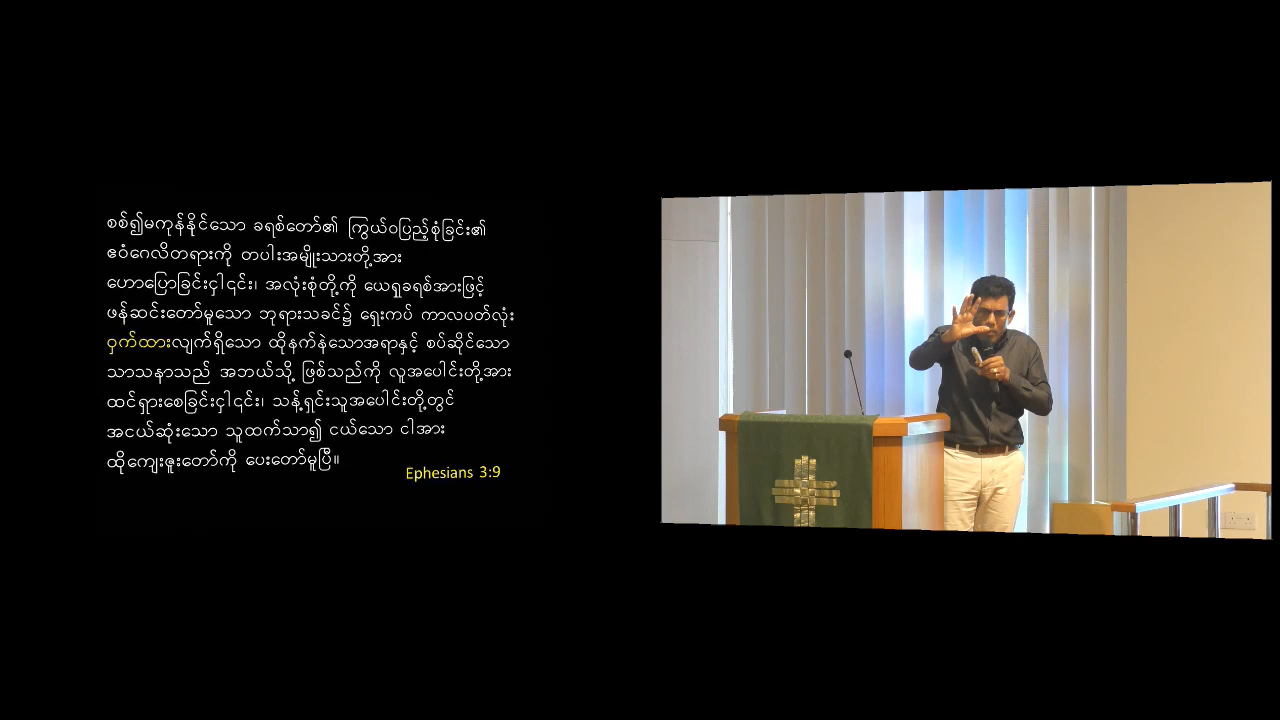 စစ်၍မကုန်နိုင်သော ခရစ်တော်၏ ကြွယ်ဝပြည့်စုံခြင်း၏
ဧဝံဂေလိတရားကို တပါးအမျိုးသားတို့အား
ဟောပြောခြင်းငှါ၎င်း၊ အလုံးစုံတို့ကို ယေရှုခရစ်အားဖြင့်
ဖန်ဆင်းတော်မူသော ဘုရားသခင်၌ ရှေးကပ် ကာလပတ်လုံး
ဝှက်ထားလျက်ရှိသော ထိုနက်နဲသောအရာနှင့် စပ်ဆိုင်သော
သာသနာသည် အဘယ်သို့ ဖြစ်သည်ကို လူအပေါင်းတို့အား
ထင်ရှားစေခြင်းငှါ၎င်း၊ သန့်ရှင်းသူအပေါင်းတို့တွင်
အငယ်ဆုံးသော သူထက်သာ၍ ငယ်သော ငါအား
ထိုကျေးဇူးတော်ကို ပေးတော်မူပြီ။
Ephesians 3:9